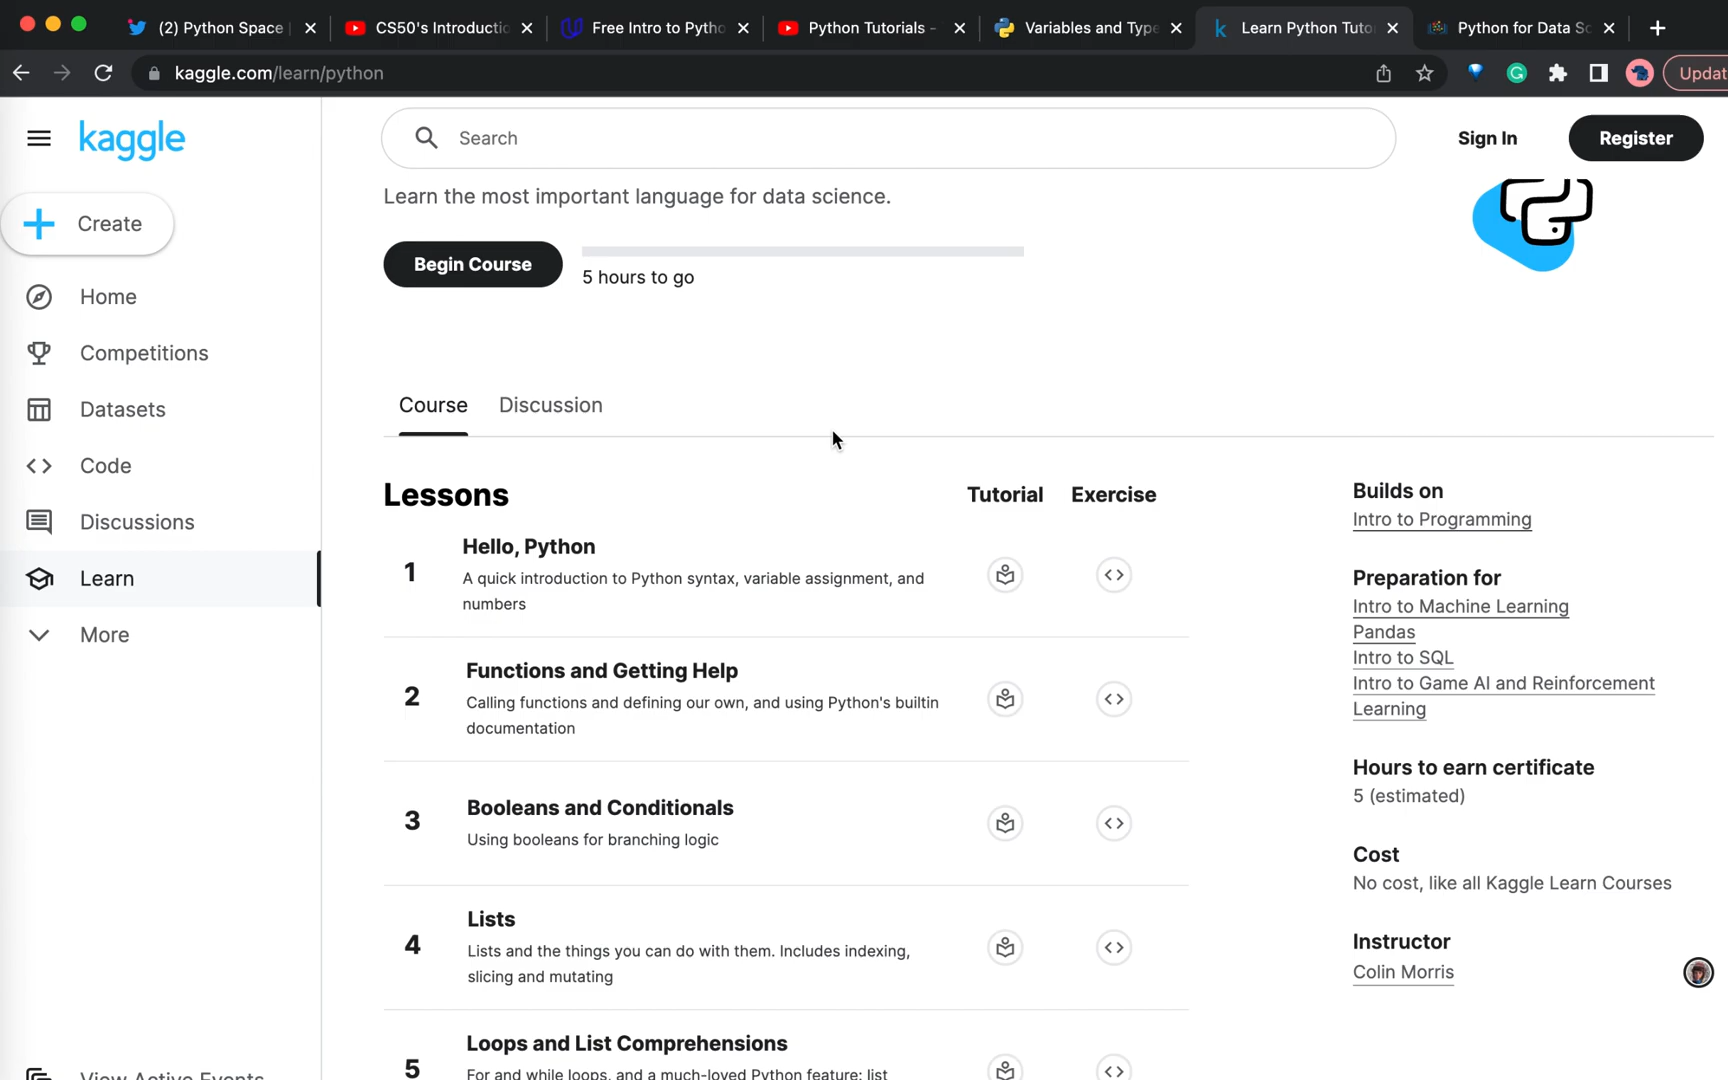 (2) Python Space
CS50's Introductio
Free Intro to Pytho
Python Tutorials -
Variables and Type
Learn Python Tuto
Python for Data Sc
kaggle.com/learn/python
Updat
kaggle
Search
Sign In
Register
Create
Home
Competitions
Datasets
Code
Discussions
Learn
More
View Active Events
Learn the most important language for data science.
Begin Course
5 hours to go
Course
Discussion
Lessons
Tutorial
Exercise
1
Hello, Python
A quick introduction to Python syntax, variable assignment, and
numbers
2
Functions and Getting Help
Calling functions and defining our own, and using Python's builtin
documentation
3
Booleans and Conditionals
Using booleans for branching logic
4
Lists
Lists and the things you can do with them. Includes indexing,
slicing and mutating
5
Loops and List Comprehensions
For and while loops, and a much-loved Python feature: list
Builds on
Intro to Programming
Preparation for
Intro to Machine Learning
Pandas
Intro to SQL
Intro to Game AI and Reinforcement
Learning
Hours to earn certificate
5 (estimated)
Cost
No cost, like all Kaggle Learn Courses
Instructor
Colin Morris